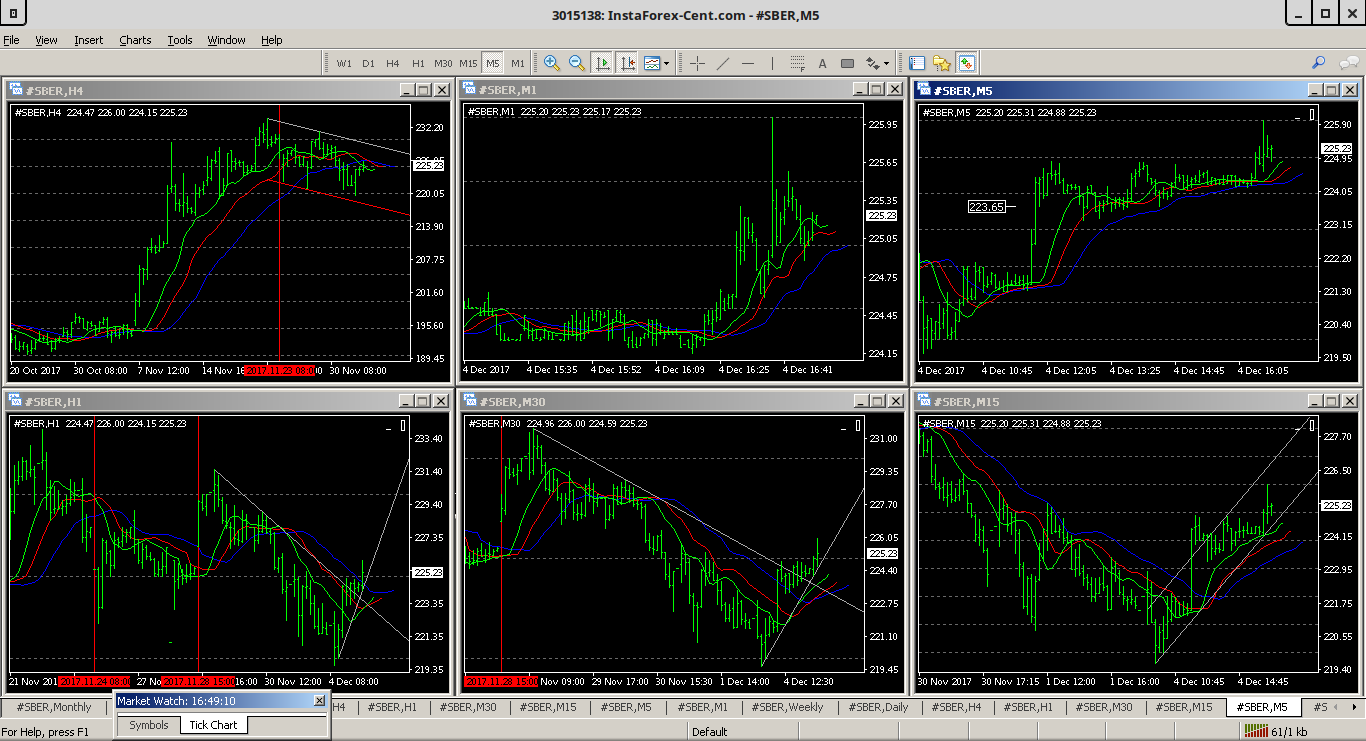 3015138: InstaForex-Cent.com - #SBER,M5
File View Insert Charts Tools Window Help
W1 D1 H4 H1 M30 M15 M5 M1
A
#SBER,H4
#SBER,H4 224.47 226.00 224.15 225.23
232.20
225.23
220.05
213.90
207.75
201.60
195.60
189.45
20 Oct 2017 30 Oct 08:00 7 Nov 12:00 14 Nov 16 2017.11.23 08:00 30 Nov 08:00
#SBER,M1
#SBER,M1 225.20 225.23 225.17 225.23
225.95
225.65
225.35
225.23
225.05
224.75
224.45
224.15
4 Dec 2017 4 Dec 15:35 4 Dec 15:52 4 Dec 16:09 4 Dec 16:25 4 Dec 16:41
#SBER,M5
#SBER,M5 225.20 225.31 224.88 225.23
225.90
225.23
224.95
224.05
223.15
222.20
221.30
220.40
219.50
223.65
4 Dec 2017 4 Dec 10:45 4 Dec 12:05 4 Dec 13:25 4 Dec 14:45 4 Dec 16:05
#SBER,H1
#SBER,H1 224.47 226.00 224.15 225.23
233.40
231.40
229.40
227.35
225.23
223.35
221.35
219.35
21 Nov 201 2017.11.24 08:00 27 No 2017.11.28 15:00 16:00 30 Nov 12:00 4 Dec 08:00
#SBER,M30
#SBER,M30 224.96 226.00 224.59 225.23
231.00
229.35
227.70
226.05
225.23
224.40
222.75
221.10
219.45
2017.11.28 15:00 Nov 09:00 29 Nov 17:00 30 Nov 15:30 1 Dec 14:00 4 Dec 12:30
#SBER,M15
#SBER,M15 225.20 225.31 224.88 225.23
227.70
226.50
225.23
224.15
222.95
221.75
220.55
219.40
30 Nov 2017 30 Nov 17:15 1 Dec 12:00 1 Dec 16:00 4 Dec 10:45 4 Dec 14:45
Market Watch: 16:49:10
Symbols Tick Chart
#SBER,Monthly H4 #SBER,H1 #SBER,M30 #SBER,M15 #SBER,M5 #SBER,M1 #SBER,Weekly #SBER,Daily #SBER,H4 #SBER,H1 #SBER,M30 #SBER,M15 #SBER,M5 #S
For Help, press F1 Default 61/1 kb